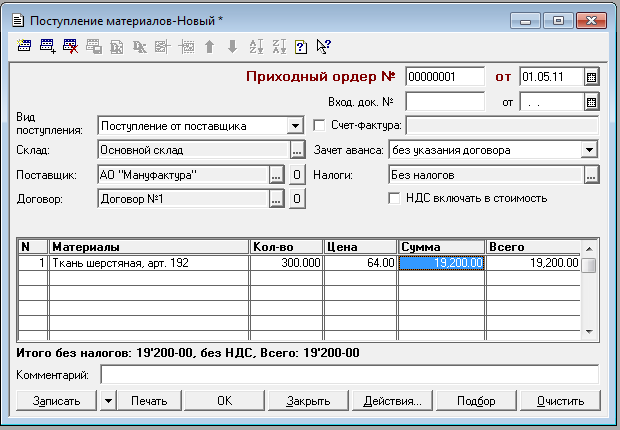 Поступление материалов-Новый *
Приходный ордер № 00000001 от 01.05.11
Вход. док. № от . .
Вид поступления: Поступление от поставщика Счет-Фактура:
Склад: Основной склад ... Зачет аванса: без указания договора
Поставщик: АО "Мануфактура" ... О Налоги: Без налогов ...
Договор: Договор №1 ... О НДС включать в стоимость
N Материалы Кол-во Цена Сумма Всего
1 Ткань шерстяная, арт. 192 300.000 64.00 19,200.00 19,200.00
Итого без налогов: 19'200-00, без НДС, Всего: 19'200-00
Комментарий:
Записать Печать OK Закрыть Действия... Подбор Очистить